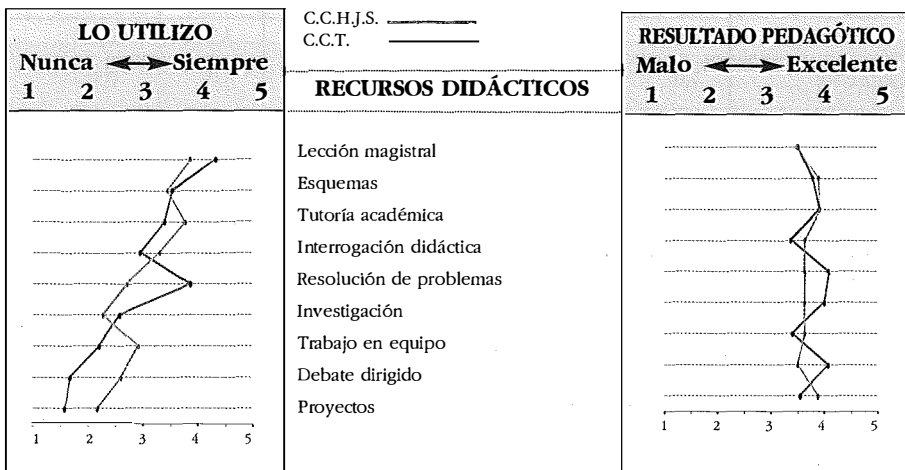 LO UTILIZO
Nunca ⟷ Siempre
1 2 3 4 5
C.C.H.J.S.
C.C.T.
RECURSOS DIDÁCTICOS
RESULTADO PEDAGÓTICO
Malo ⟷ Excelente
1 2 3 4 5
Lección magistral
Esquemas
Tutoría académica
Interrogación didáctica
Resolución de problemas
Investigación
Trabajo en equipo
Debate dirigido
Proyectos
1 2 3 4 5
1 2 3 4 5